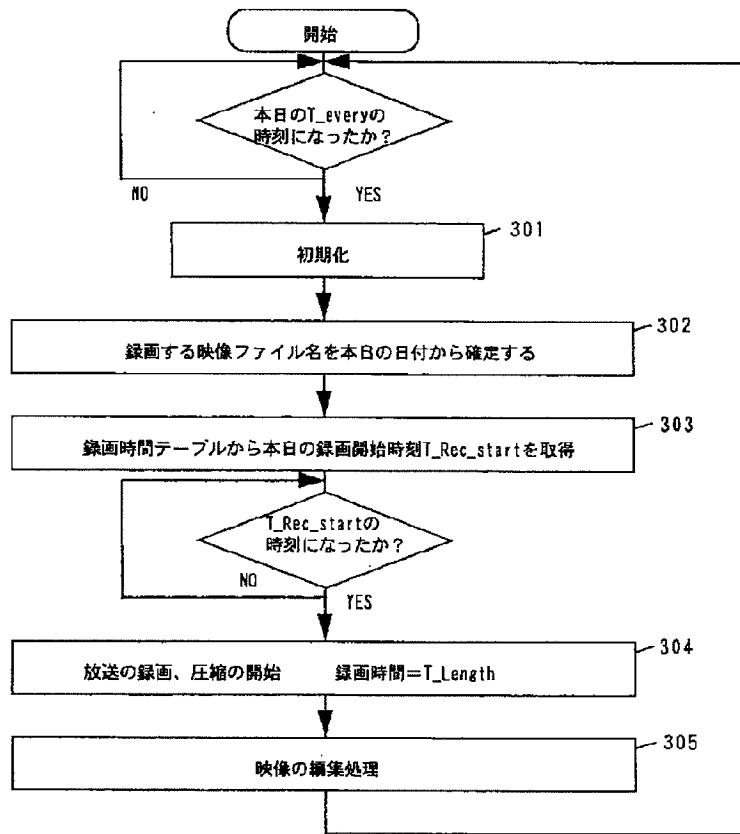 開始
本日のT_everyの
時刻になったか？
NO
YES
301
初期化
302
録画する映像ファイル名を本日の日付から確定する
303
録画時間テーブルから本日の録画開始時刻T_Rec_startを取得
T_Rec_startの
時刻になったか？
NO
YES
304
放送の録画、圧縮の開始　　録画時間＝T_Length
305
映像の編集処理